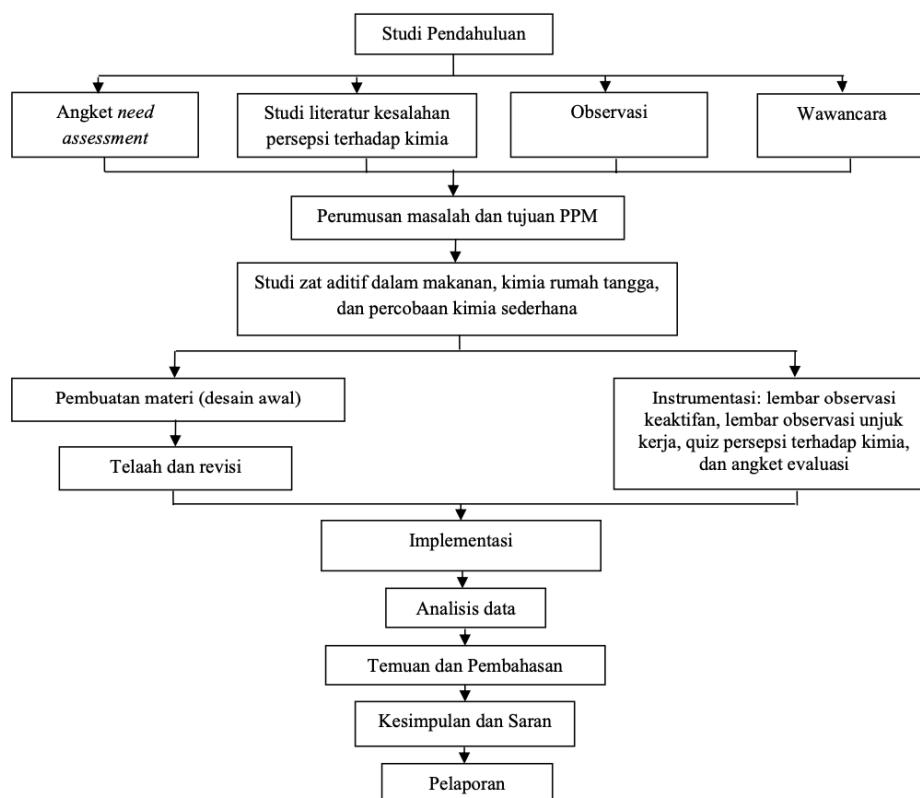 Studi Pendahuluan
Angket need
assessment
Studi literatur kesalahan
persepsi terhadap kimia
Observasi
Wawancara
Perumusan masalah dan tujuan PPM
Studi zat aditif dalam makanan, kimia rumah tangga,
dan percobaan kimia sederhana
Pembuatan materi (desain awal)
Telaah dan revisi
Instrumentasi: lembar observasi
keaktifan, lembar observasi unjuk
kerja, quiz persepsi terhadap kimia,
dan angket evaluasi
Implementasi
Analisis data
Temuan dan Pembahasan
Kesimpulan dan Saran
Pelaporan